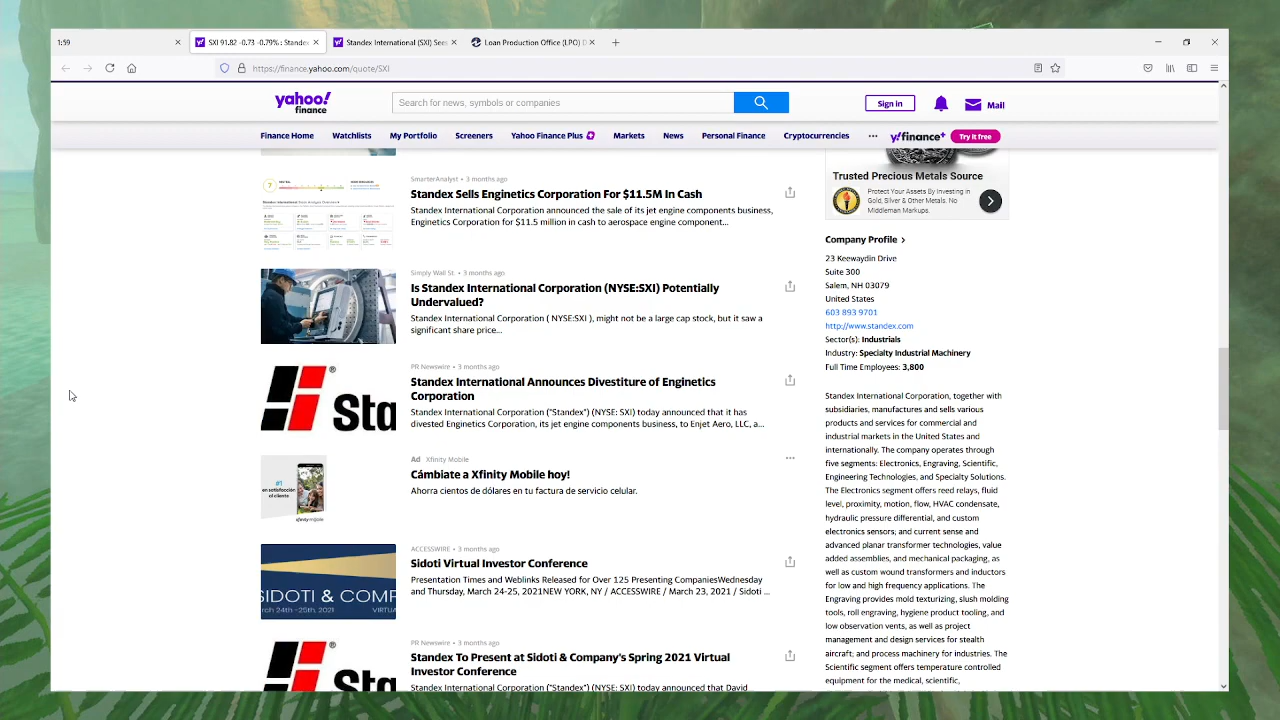 1:59
SXI 91.82 -0.73 -0.79% : Standex
Standex International (SXI) Sees
Loan Production Office (LPO) D
https://finance.yahoo.com/quote/SXI
yahoo!
finance
Search for news, symbols or companies
Sign in
Mail
Finance Home
Watchlists
My Portfolio
Screeners
Yahoo Finance Plus
Markets
News
Personal Finance
Cryptocurrencies
y!finance+
Try it free
SmarterAnalyst • 3 months ago
Standex Sells Enginetics Corporation For $11.5M In Cash
Standex International Corporation announced the sale of its jet engine component business,
Enginetics Corporation for $11.5 million in cash to aerospace engine component...
7
Simply Wall St. • 3 months ago
Is Standex International Corporation (NYSE:SXI) Potentially
Undervalued?
Standex International Corporation ( NYSE:SXI ), might not be a large cap stock, but it saw a
significant share price...
PR Newswire • 3 months ago
Standex International Announces Divestiture of Enginetics
Corporation
Standex International Corporation ("Standex") (NYSE: SXI) today announced that it has
divested Enginetics Corporation, its jet engine components business, to Enjet Aero, LLC, a...
® Sta
Ad Xfinity Mobile
Cámbiate a Xfinity Mobile hoy!
Ahorra cientos de dólares en tu factura de servicio celular.
#1
en satisfacción
al cliente
xfinity mobile
ACCESSWIRE • 3 months ago
Sidoti Virtual Investor Conference
Presentation Times and Weblinks Released for Over 125 Presenting CompaniesWednesday
and Thursday, March 24-25, 2021NEW YORK, NY / ACCESSWIRE / March 23, 2021 / Sidoti ...
SIDOTI & COMP
rch 24th -25th, 2021 VIRTUA
PR Newswire • 3 months ago
Standex To Present at Sidoti & Company's Spring 2021 Virtual
Investor Conference
Standex International Corporation ("Standex") (NYSE: SXI) today announced that David
® Sta
Trusted Precious Metals Source
Protect Your Assets By Investing in
Gold, Silver & Other Metals. No
Middleman Markups.
Company Profile
23 Keewaydin Drive
Suite 300
Salem, NH 03079
United States
603 893 9701
http://www.standex.com
Sector(s): Industrials
Industry: Specialty Industrial Machinery
Full Time Employees: 3,800
Standex International Corporation, together with
subsidiaries, manufactures and sells various
products and services for commercial and
industrial markets in the United States and
internationally. The company operates through
five segments: Electronics, Engraving, Scientific,
Engineering Technologies, and Specialty Solutions.
The Electronics segment offers reed relays, fluid
level, proximity, motion, flow, HVAC condensate,
hydraulic pressure differential, and custom
electronics sensors; and current sense and
advanced planar transformer technologies, value
added assemblies, and mechanical packaging, as
well as custom wound transformers and inductors
for low and high frequency applications. The
Engraving provides mold texturizing, slush molding
tools, roll engraving, hygiene product tooling, and
low observation vents, as well as project
management and design services for stealth
aircraft; and process machinery for industries. The
Scientific segment offers temperature controlled
equipment for the medical, scientific,